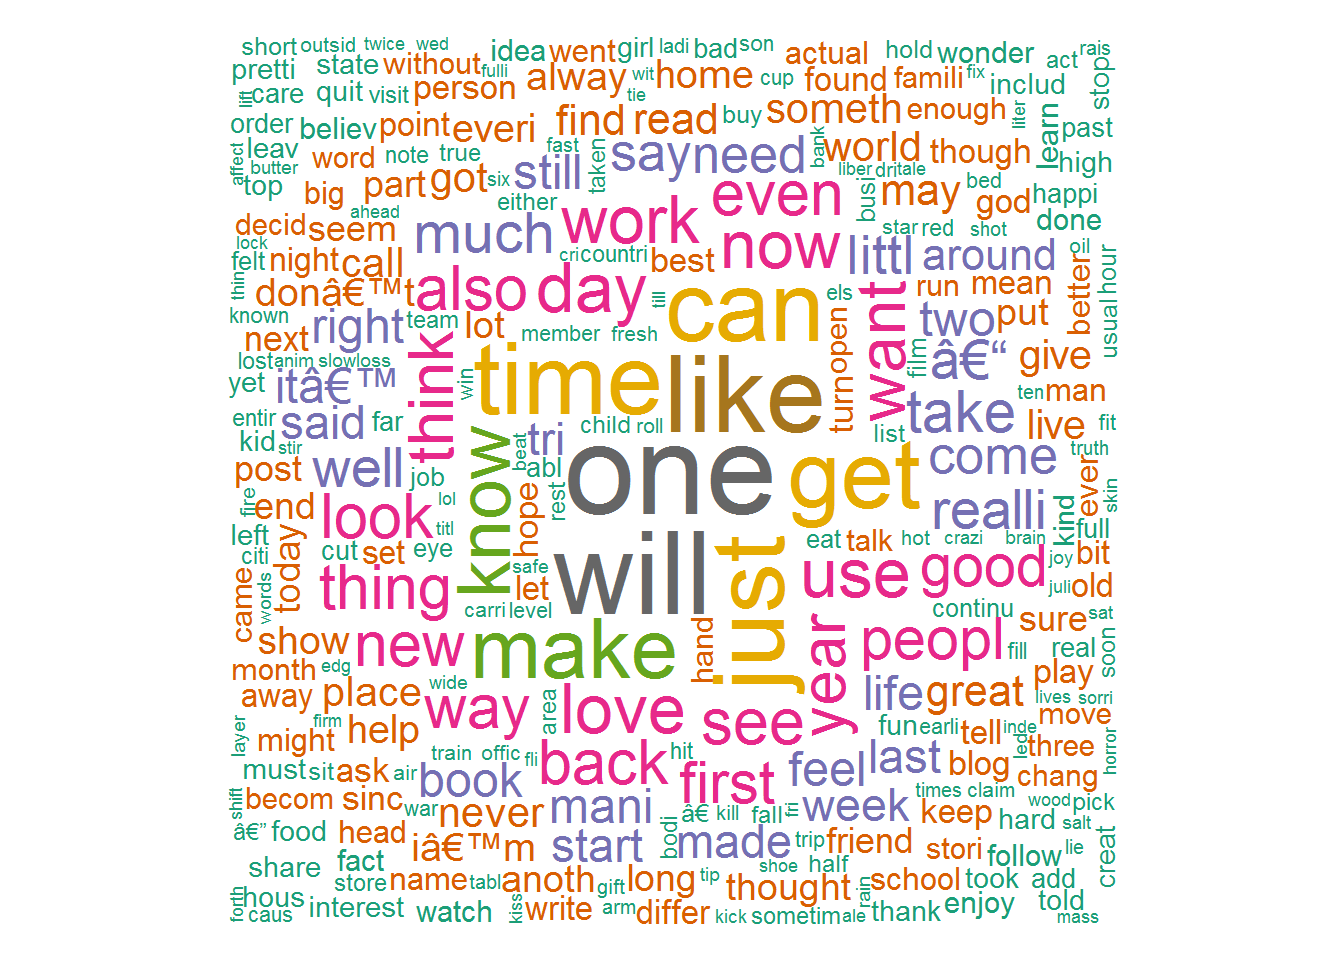 short outsid twice wed idea went girl ladi bad son actual hold wonder act rais
pretti state without fulli alway wit home cup found famili fix includ stop
lift care quit visit person tie someth enough lifer learn
order believ point everi find read buy bank world though past
affect leav word note true fast still say need liber dritale high
butter top big part got six either taken busi may bed god happi
decid seem ahead much work even now star red shot done
lock felt night call cri countri best littl around oil
thin donâ€™t also day till can els run mean better usual hour
known next right team lot member fresh want two put
lost anim slow loss think win time like turn open film â€“ give
yet itâ€™ take ten man
entir said far child roll list live fit
kid stir know beat tri one get come truth
post well job abl ever
fire end look lol hope rest realli kind skin
left titl eat talk hot crazi brain full
citi today cut set eye will just use good joy bit
came words thing safe let juli old
carri level continu sure sat
show new make hand year peopl fill real soon
month edg play
away place wide way love area see life great lives sorri
layer firm might help fun earli tell inde move
train offic fli back hit led three horror
must sit ask air book first feel last blog chang
shift becom sinc war never mani â€ kill fall fri week times claim keep wood pick
â€” food head iâ€™m start bodi made trip friend hard salt
share fact shoe half stori follow lie creat
store name tabl anoth gift long tip thought rain school took add
forth hous caus interest watch kiss write arm differ kick sometim ale thank enjoy told mass